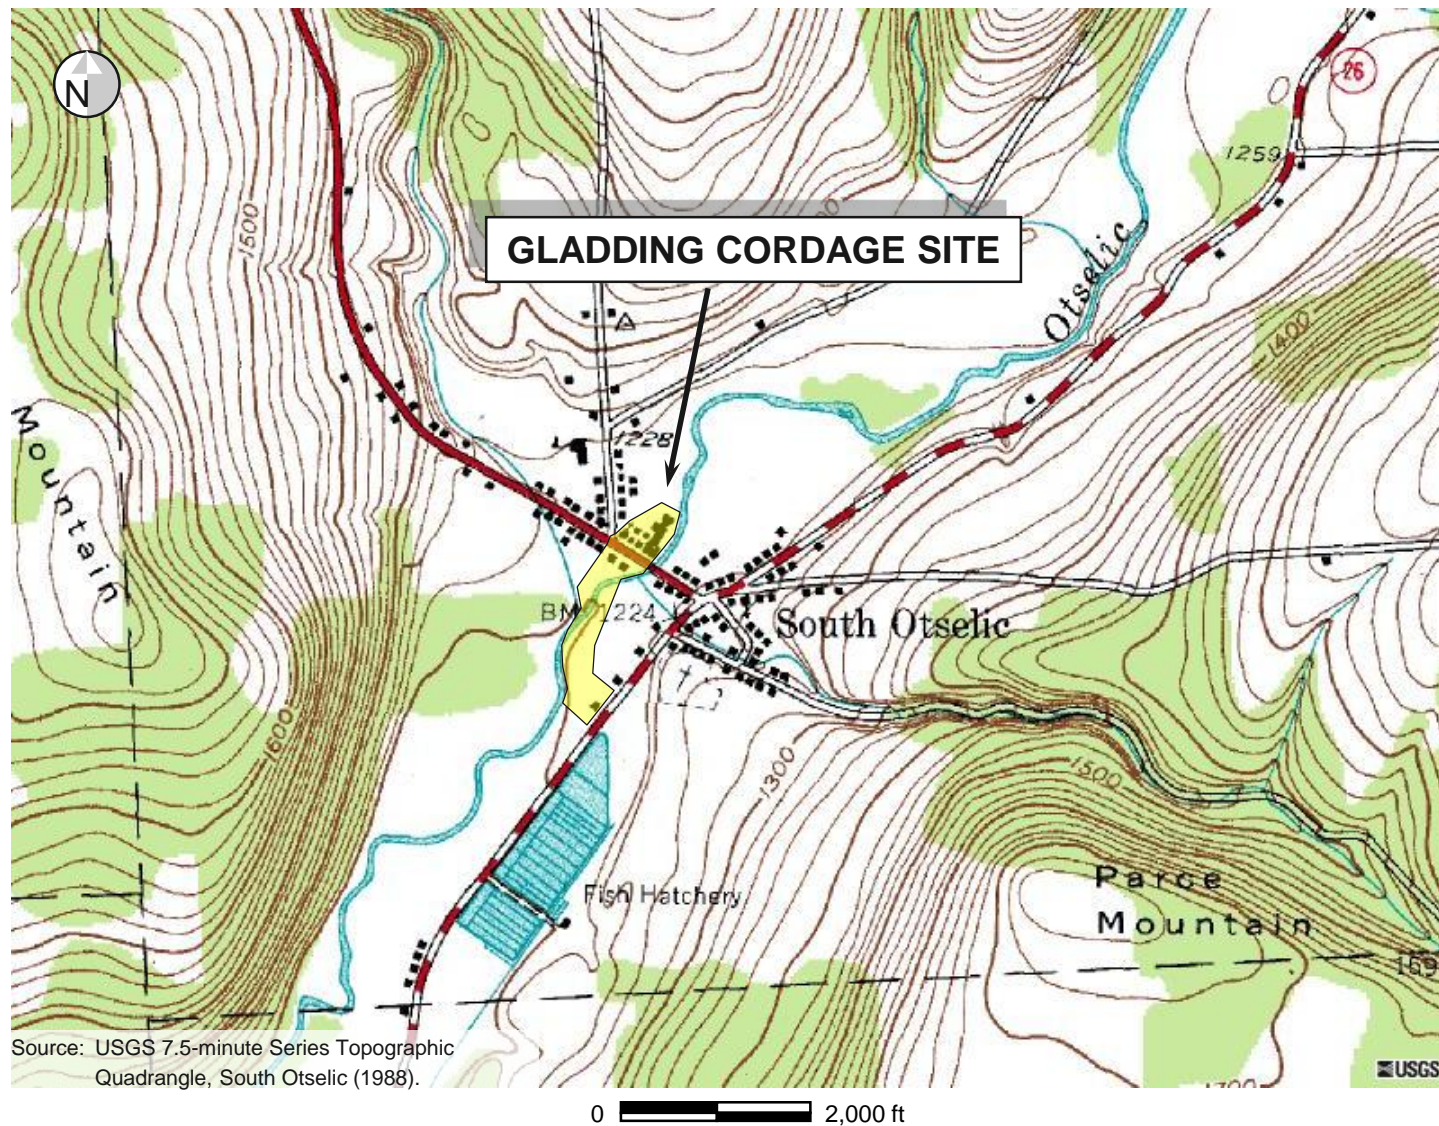 N
26
1259
1500
GLADDING CORDAGE SITE
Otselic
1400
Mountain
1228
BM 1224
South Otselic
1600
1300
1500
Fish Hatchery
Parce
Mountain
Source: USGS 7.5-minute Series Topographic
Quadrangle, South Otselic (1988).
USGS
0 2,000 ft